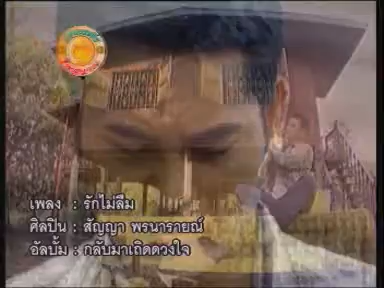 เพลง : รักไม่ลืม
ศิลปิน : สัญญา พรนารายณ์
อัลบั้ม : กลับมาเถิดดวงใจ